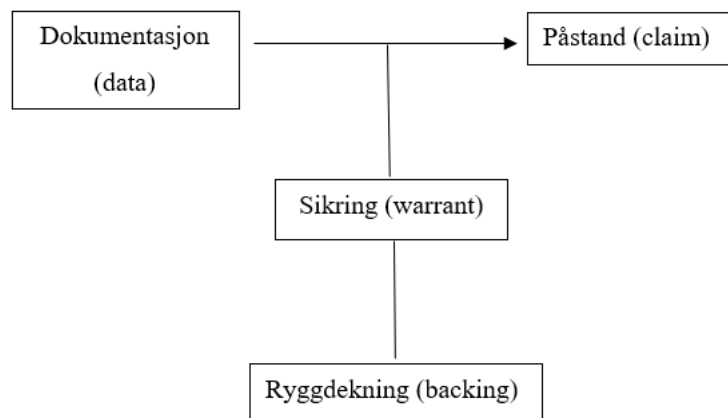 Dokumentasjon
(data)
Påstand (claim)
Sikring (warrant)
Ryggdekning (backing)